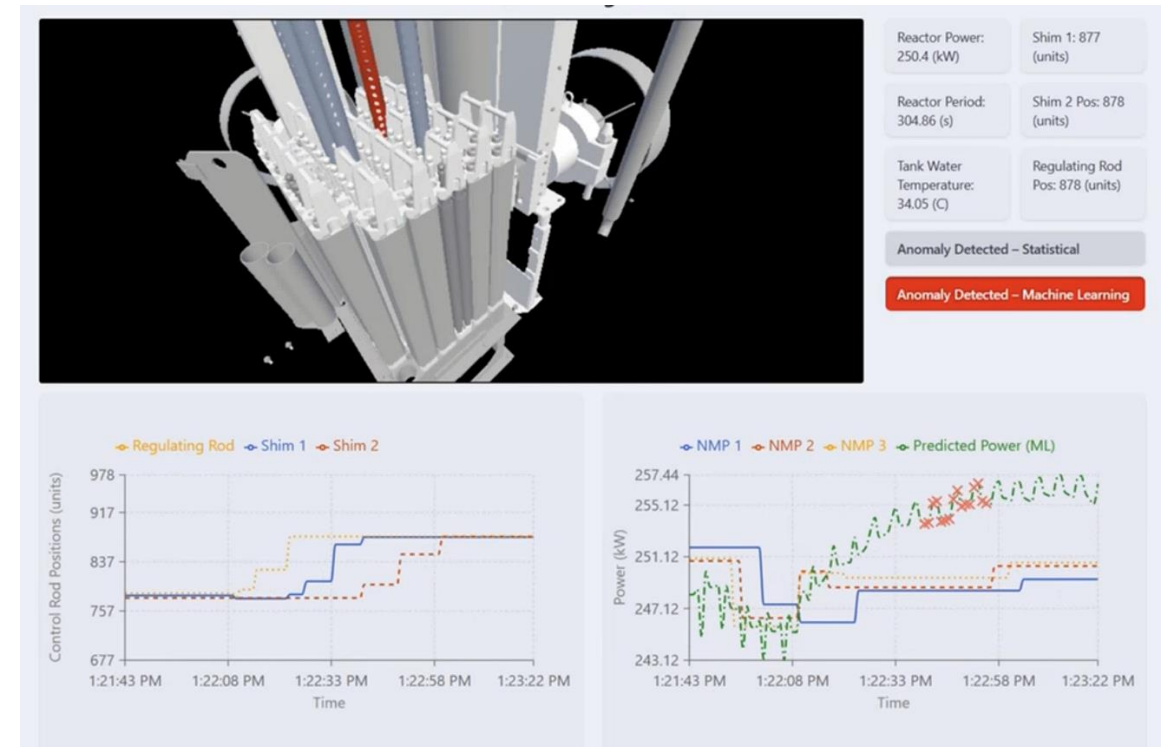 Reactor Power:
250.4 (kW)
Shim 1: 877
(units)
Reactor Period:
304.86 (s)
Shim 2 Pos: 878
(units)
Tank Water
Temperature:
34.05 (C)
Regulating Rod
Pos: 878 (units)
Anomaly Detected – Statistical
Anomaly Detected – Machine Learning
Regulating Rod Shim 1 Shim 2
Control Rod Positions (units)
978
917
837
757
677
1:21:43 PM 1:22:08 PM 1:22:33 PM 1:22:58 PM 1:23:22 PM
Time
NMP 1 NMP 2 NMP 3 Predicted Power (ML)
Power (kW)
257.44
255.12
251.12
247.12
243.12
1:21:43 PM 1:22:08 PM 1:22:33 PM 1:22:58 PM 1:23:22 PM
Time